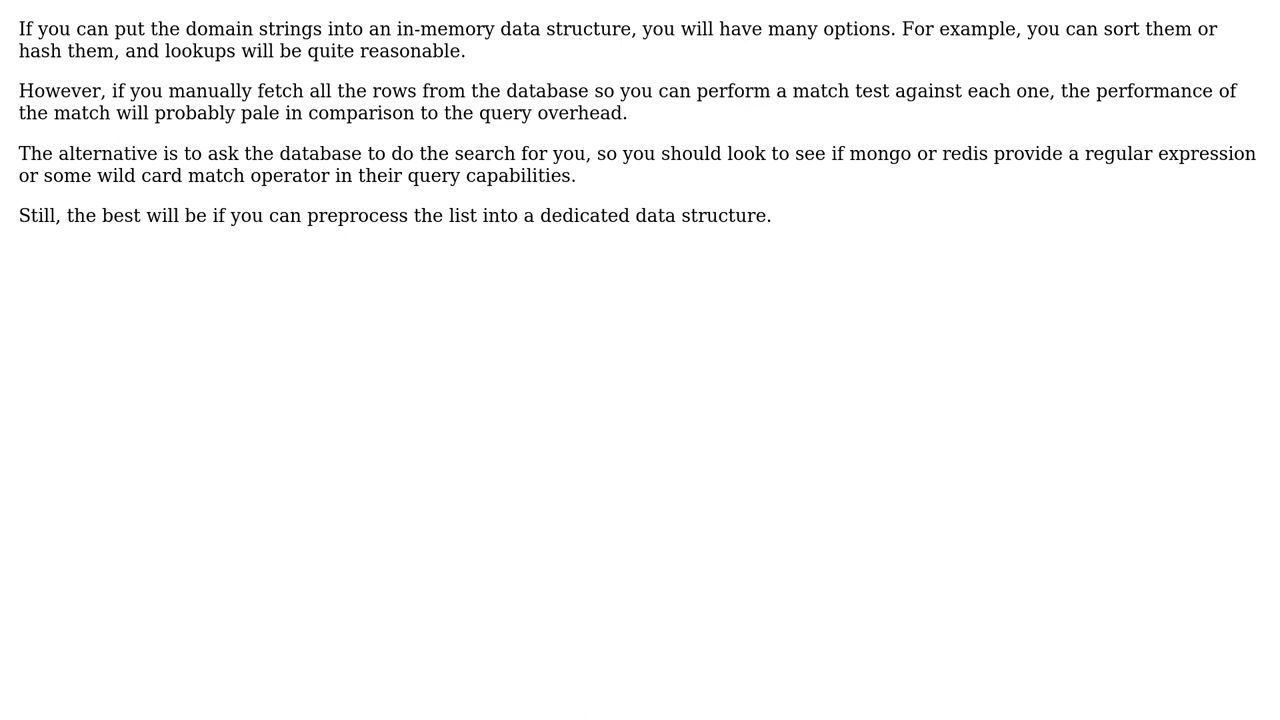 If you can put the domain strings into an in-memory data structure, you will have many options. For example, you can sort them or
hash them, and lookups will be quite reasonable.
However, if you manually fetch all the rows from the database so you can perform a match test against each one, the performance of
the match will probably pale in comparison to the query overhead.
The alternative is to ask the database to do the search for you, so you should look to see if mongo or redis provide a regular expression
or some wild card match operator in their query capabilities.
Still, the best will be if you can preprocess the list into a dedicated data structure.